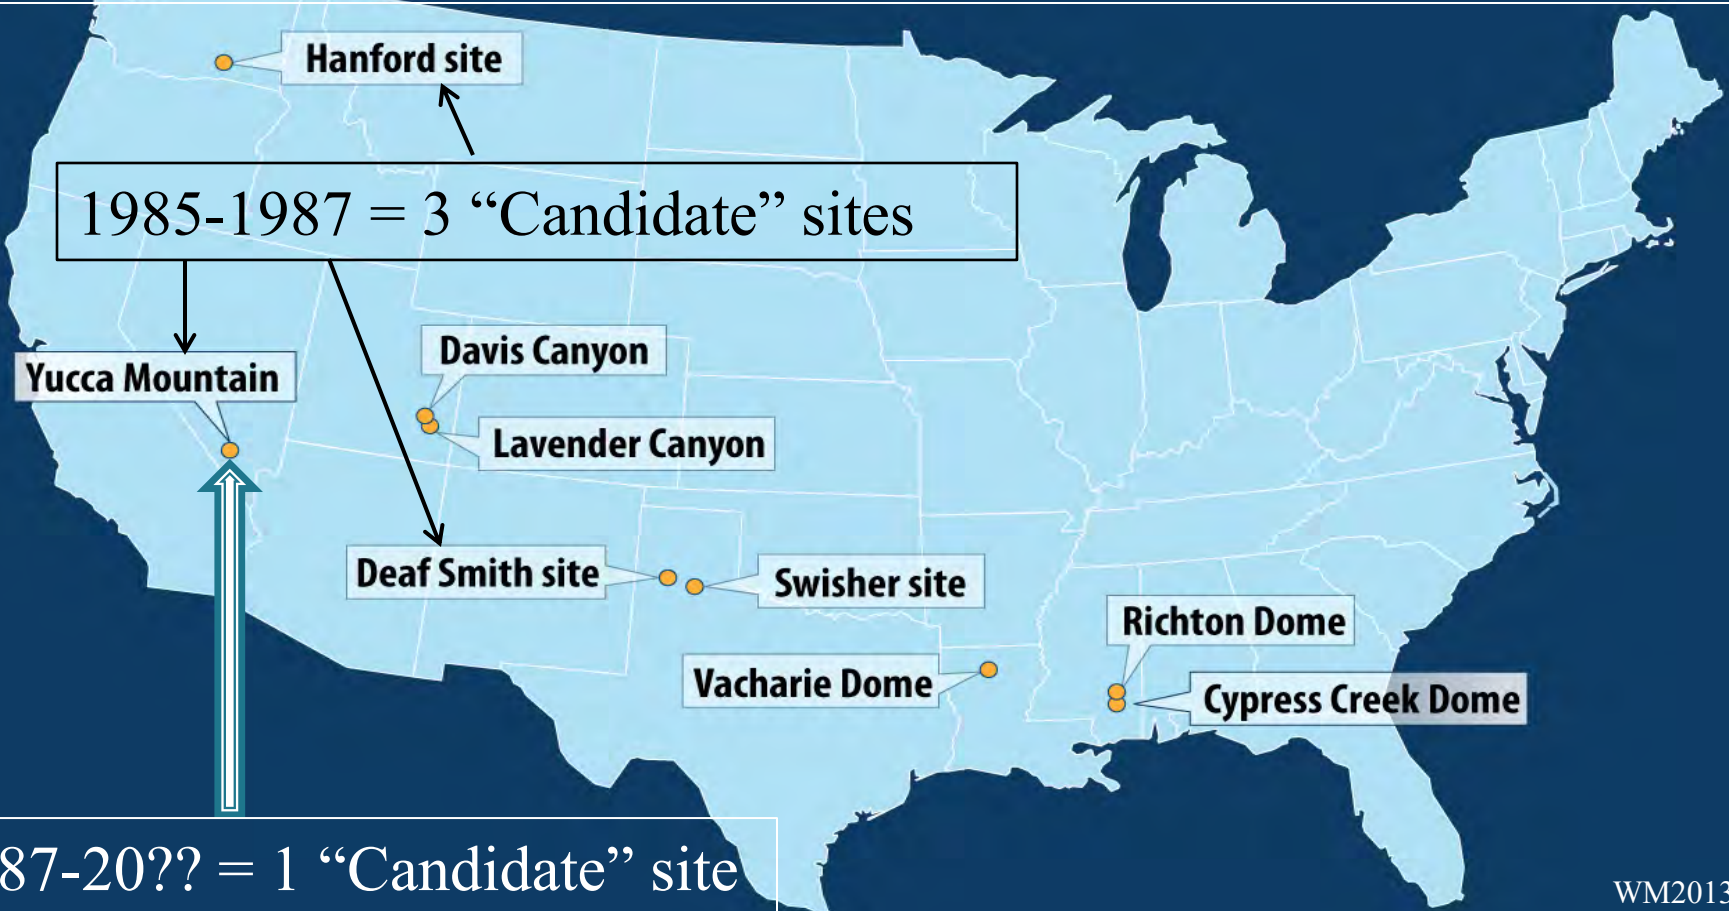 Hanford site
1985-1987 = 3 “Candidate” sites
Davis Canyon
Yucca Mountain
Lavender Canyon
Deaf Smith site
Swisher site
Richton Dome
Vacharie Dome
Cypress Creek Dome
87-20?? = 1 “Candidate” site
WM2013